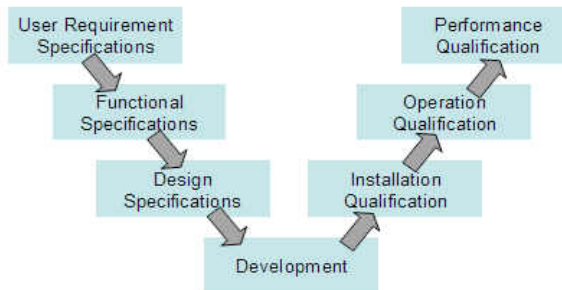 User Requirement
Specifications
Functional
Specifications
Design
Specifications
Development
Installation
Qualification
Operation
Qualification
Performance
Qualification